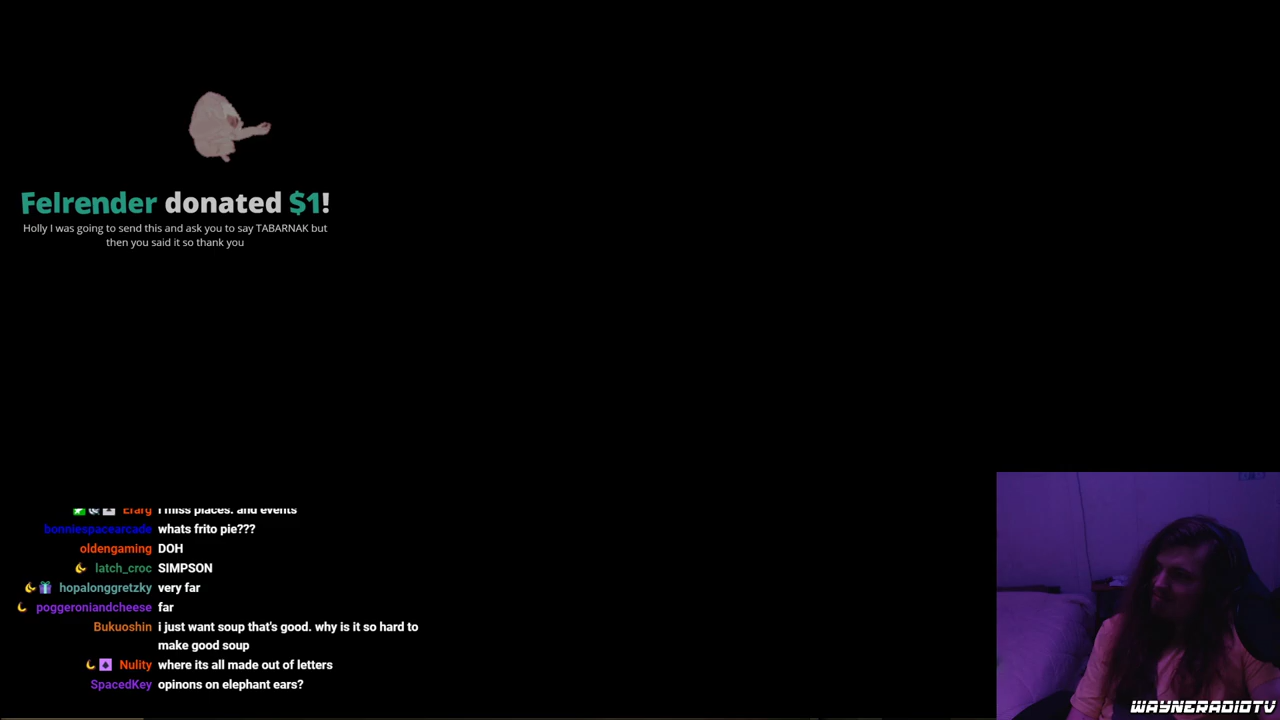 Felrender donated $1!
Holly I was going to send this and ask you to say TABARNAK but
then you said it so thank you
Erary i miss places. and events
bonniespacearcade whats frito pie???
oldengaming DOH
latch_croc SIMPSON
hopalonggretzky very far
poggeroniandcheese far
Bukuoshin i just want soup that's good. why is it so hard to
make good soup
Nulity where its all made out of letters
SpacedKey opinons on elephant ears?
WAYNERADIOTV